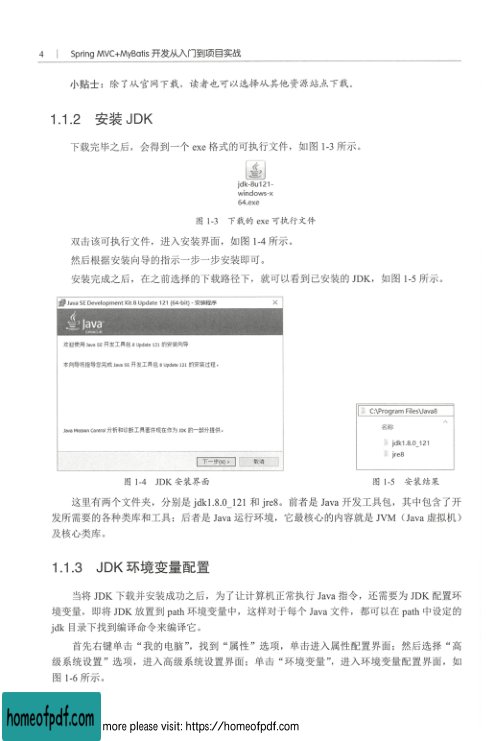 4 | Spring MVC+MyBatis 开发从入门到项目实战
小贴士：除了从官网下载，读者也可以选择从其他资源站点下载。
1.1.2 安装 JDK
下载完毕之后，会得到一个 exe 格式的可执行文件，如图 1-3 所示。
jdk-8u121-
windows-x
64.exe
图 1-3 下载的 exe 可执行文件
双击该可执行文件，进入安装界面，如图 1-4 所示。
然后根据安装向导的指示一步一步安装即可。
安装完成之后，在之前选择的下载路径下，就可以看到已安装的 JDK，如图 1-5 所示。
Java SE Development Kit 8 Update 121 (64-bit) - 安装程序
Java
ORACLE
欢迎使用 Java SE 开发工具包 8 Update 121 的安装向导
本向导将指导您完成 Java SE 开发工具包 8 Update 121 的安装过程。
Java Mission Control 分析和诊断工具套件现在作为 JDK 的一部分提供。
下一步(N) >
取消
图 1-4 JDK 安装界面
C:\Program Files\Java8
名称
jdk1.8.0_121
jre8
图 1-5 安装结果
这里有两个文件夹，分别是 jdk1.8.0_121 和 jre8。前者是 Java 开发工具包，其中包含了开
发所需要的各种类库和工具；后者是 Java 运行环境，它最核心的内容就是 JVM（Java 虚拟机）
及核心类库。
1.1.3 JDK 环境变量配置
当将 JDK 下载并安装成功之后，为了让计算机正常执行 Java 指令，还需要为 JDK 配置环
境变量，即将 JDK 放置到 path 环境变量中，这样对于每个 Java 文件，都可以在 path 中设定的
jdk 目录下找到编译命令来编译它。
首先右键单击“我的电脑”，找到“属性”选项，单击进入属性配置界面；然后选择“高
级系统设置”选项，进入高级系统设置界面；单击“环境变量”，进入环境变量配置界面，如
图 1-6 所示。
homeofpdf.com
more please visit: https://homeofpdf.com